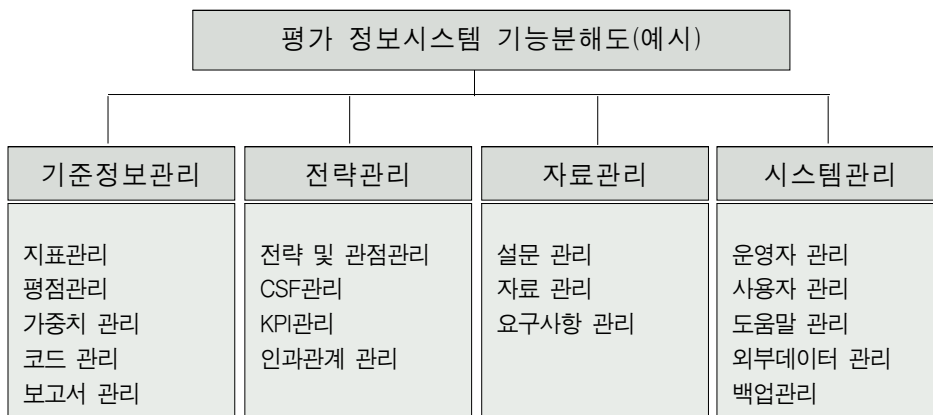 평가 정보시스템 기능분해도(예시)
기준정보관리
지표관리
평점관리
가중치 관리
코드 관리
보고서 관리
전략관리
전략 및 관점관리
CSF관리
KPI관리
인과관계 관리
자료관리
설문 관리
자료 관리
요구사항 관리
시스템관리
운영자 관리
사용자 관리
도움말 관리
외부데이터 관리
백업관리